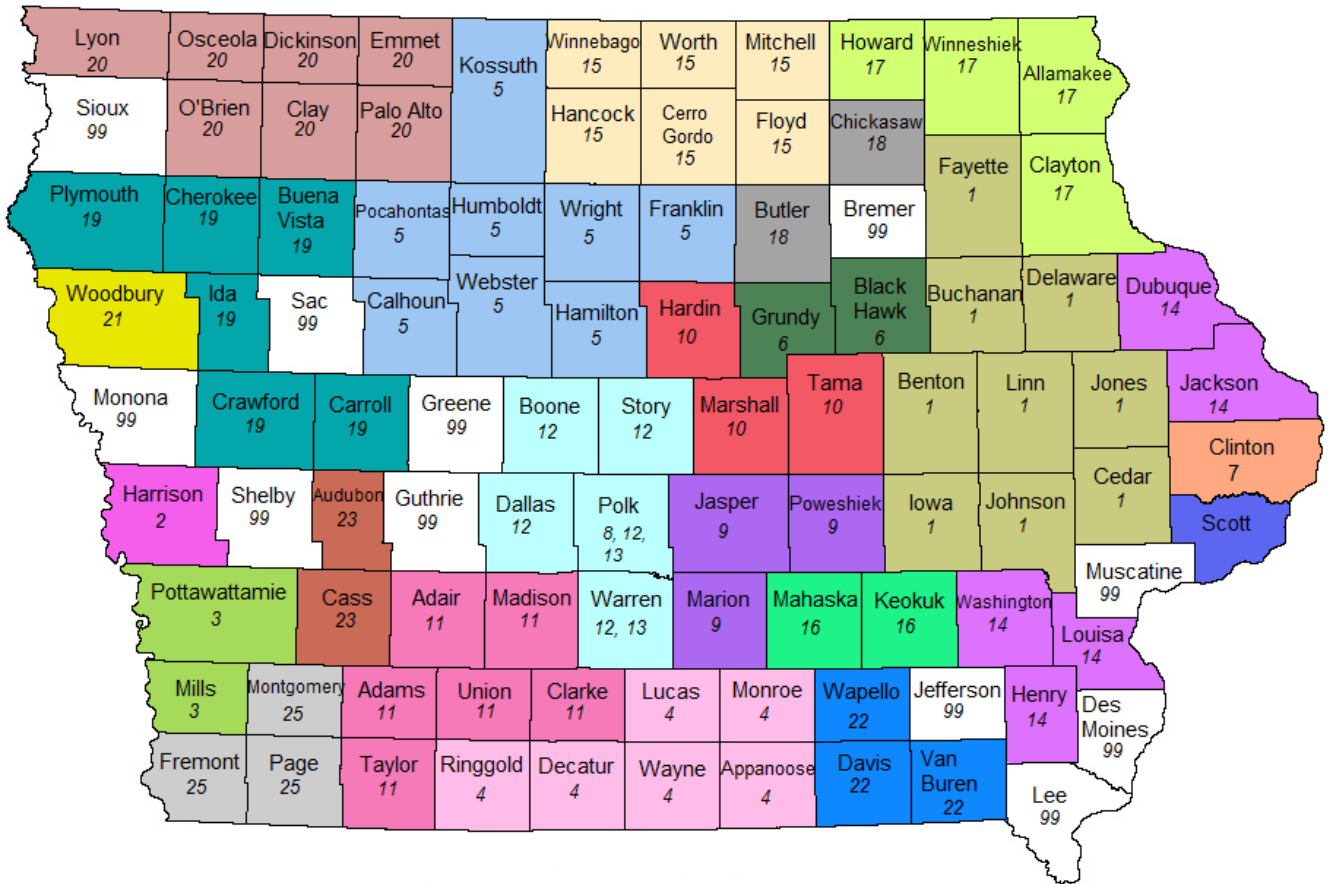 Lyon
20
Osceola
20
Dickinson
20
Emmet
20
Kossuth
5
Winnebago
15
Worth
15
Mitchell
15
Howard
17
Winneshiek
17
Allamakee
17
Sioux
99
O'Brien
20
Clay
20
Palo Alto
20
Hancock
15
Cerro
Gordo
15
Floyd
15
Chickasaw
18
Fayette
1
Clayton
17
Plymouth
19
Cherokee
19
Buena
Vista
19
Pocahontas
5
Humboldt
5
Wright
5
Franklin
5
Butler
18
Bremer
99
Woodbury
21
Ida
19
Sac
99
Calhoun
5
Webster
5
Hamilton
5
Hardin
10
Grundy
6
Black
Hawk
6
Buchanan
1
Delaware
1
Dubuque
14
Monona
99
Crawford
19
Carroll
19
Greene
99
Boone
12
Story
12
Marshall
10
Tama
10
Benton
1
Linn
1
Jones
1
Jackson
14
Clinton
7
Harrison
2
Shelby
99
Audubon
23
Guthrie
99
Dallas
12
Polk
8, 12,
13
Jasper
9
Poweshiek
9
Iowa
1
Johnson
1
Cedar
1
Scott
Muscatine
99
Pottawattamie
3
Cass
23
Adair
11
Madison
11
Warren
12, 13
Marion
9
Mahaska
16
Keokuk
16
Washington
14
Louisa
14
Mills
3
Montgomery
25
Adams
11
Union
11
Clarke
11
Lucas
4
Monroe
4
Wapello
22
Jefferson
99
Henry
14
Des
Moines
99
Fremont
25
Page
25
Taylor
11
Ringgold
4
Decatur
4
Wayne
4
Appanoose
4
Davis
22
Van
Buren
22
Lee
99